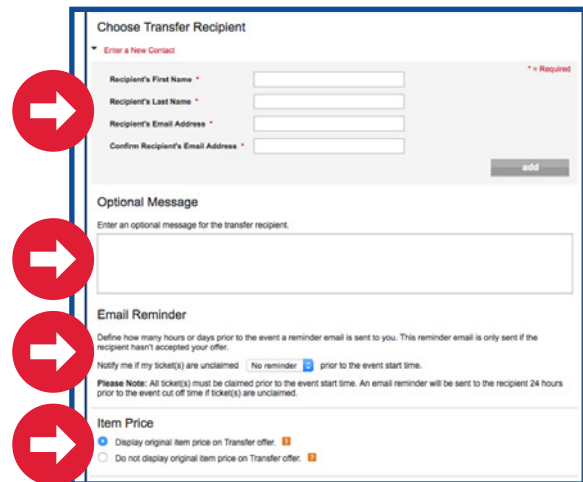 Choose Transfer Recipient
Enter a New Contact
* = Required
Recipient's First Name *
Recipient's Last Name *
Recipient's Email Address *
Confirm Recipient's Email Address *
add
Optional Message
Enter an optional message for the transfer recipient.
Email Reminder
Define how many hours or days prior to the event a reminder email is sent to you. This reminder email is only sent if the
recipient hasn't accepted your offer.
Notify me if my ticket(s) are unclaimed No reminder prior to the event start time.
Please Note: All ticket(s) must be claimed prior to the event start time. An email reminder will be sent to the recipient 24 hours
prior to the event cut off time if ticket(s) are unclaimed.
Item Price
Display original item price on Transfer offer. ?
Do not display original item price on Transfer offer. ?